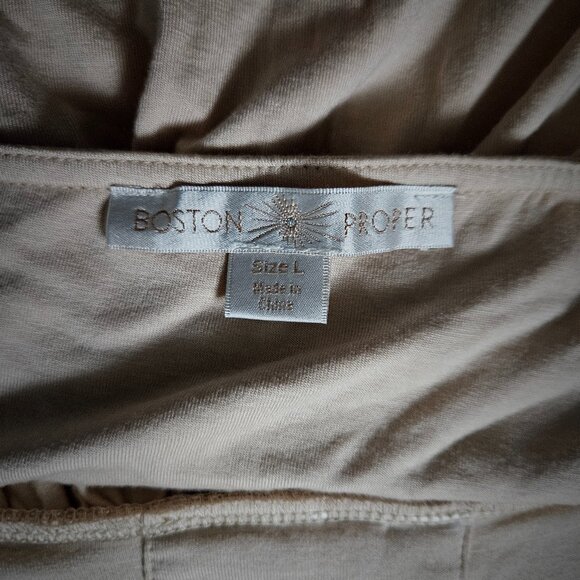 BOSTON PROPER
Size L
Made in
China